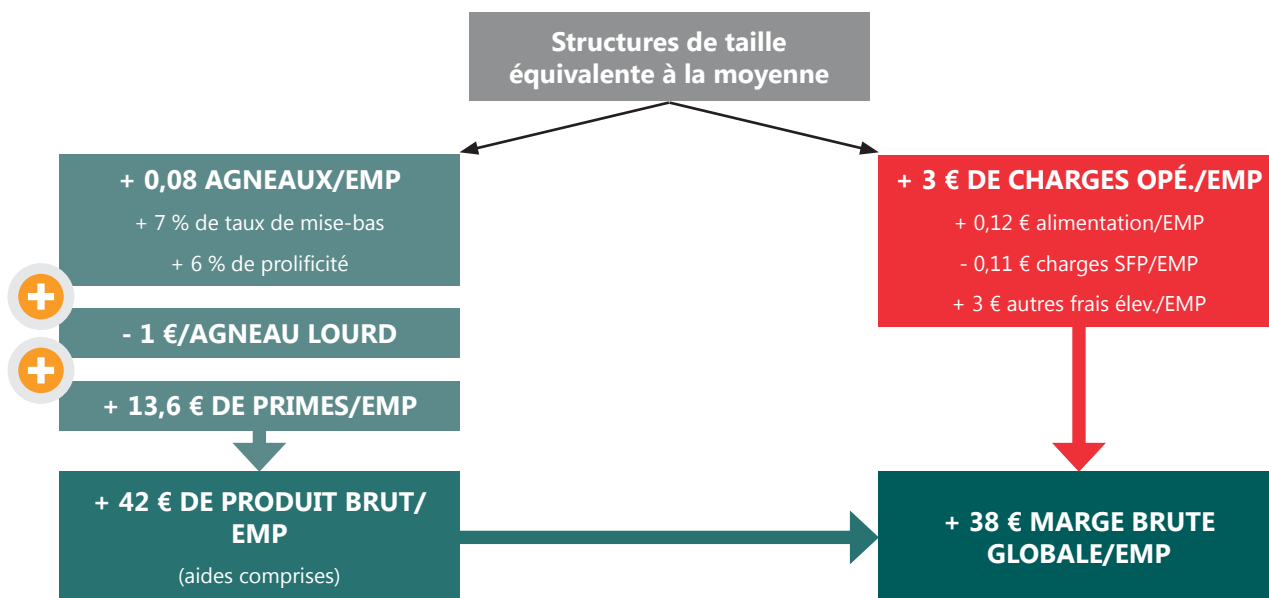 Structures de taille
équivalente à la moyenne
+ 0,08 AGNEAUX/EMP
+ 7 % de taux de mise-bas
+ 6 % de prolificité
- 1 €/AGNEAU LOURD
+ 13,6 € DE PRIMES/EMP
+ 42 € DE PRODUIT BRUT/
EMP
(aides comprises)
+ 3 € DE CHARGES OPÉ./EMP
+ 0,12 € alimentation/EMP
- 0,11 € charges SFP/EMP
+ 3 € autres frais élev./EMP
+ 38 € MARGE BRUTE
GLOBALE/EMP